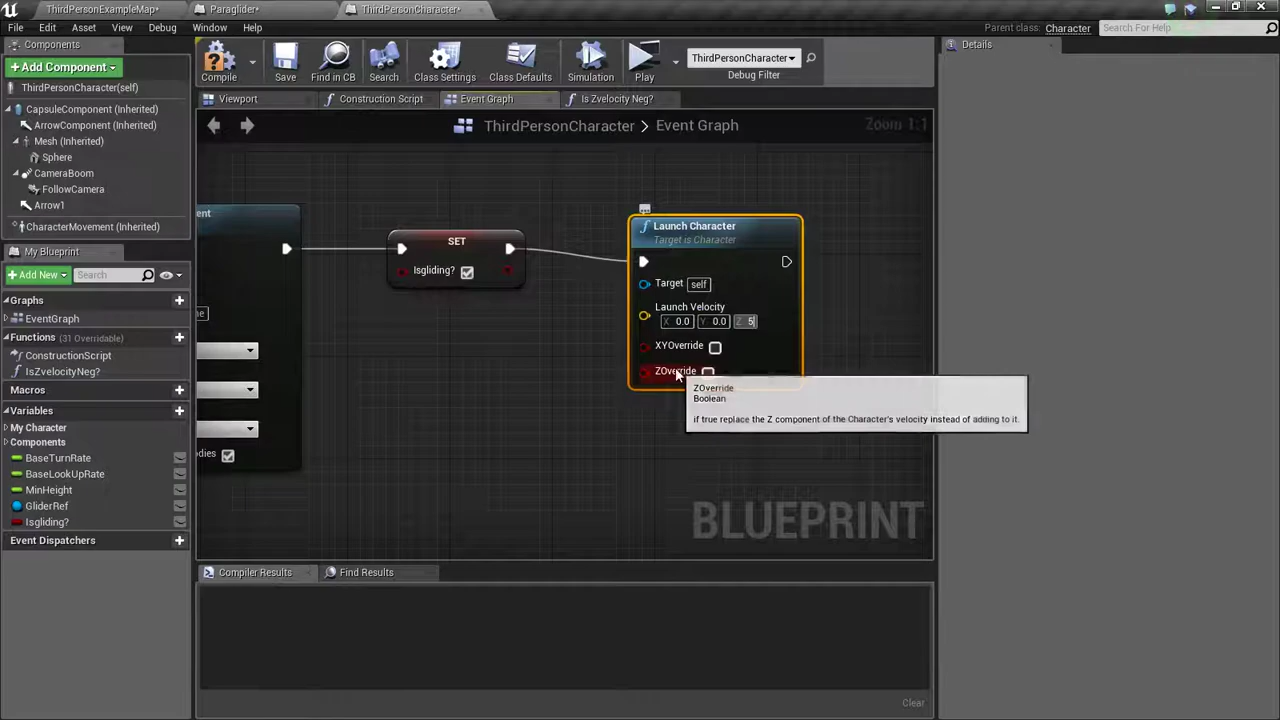 ThirdPersonExampleMap*
Paraglider*
ThirdPersonCharacter*
File Edit Asset View Debug Window Help
Parent class: Character
Search For Help
Components
Details
+Add Component
Compile
Save
Find in CB
Search
Class Settings
Class Defaults
Simulation
Play
ThirdPersonCharacter
Debug Filter
ThirdPersonCharacter(self)
Viewport
Construction Script
Event Graph
Is Zvelocity Neg?
CapsuleComponent (Inherited)
ArrowComponent (Inherited)
Mesh (Inherited)
Sphere
CameraBoom
FollowCamera
Arrow1
CharacterMovement (Inherited)
ThirdPersonCharacter > Event Graph
Zoom 1:1
My Blueprint
+Add New
Search
Graphs
EventGraph
Functions (31 Overridable)
ConstructionScript
IsZvelocityNeg?
Macros
Variables
My Character
Components
BaseTurnRate
BaseLookUpRate
MinHeight
GliderRef
Isgliding?
Event Dispatchers
ent
ne
odies
SET
Isgliding?
Launch Character
Target is Character
Target self
Launch Velocity
X 0.0 Y 0.0 Z 5
XYOverride
ZOverride
ZOverride
Boolean
if true replace the Z component of the Character's velocity instead of adding to it.
BLUEPRINT
Compiler Results
Find Results
Clear